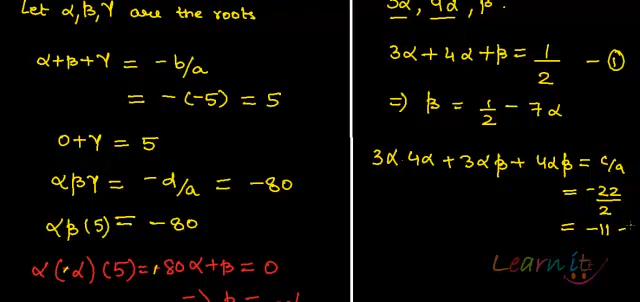 Let α, β, γ are the roots
α + β + γ = -b/a
= -(-5) = 5
0 + γ = 5
αβγ = -d/a = -80
αβ(5) = -80
α(-α)(5) = -80 α + β = 0
3α, 4α, β.
3α + 4α + β = 1/2 - ①
⇒ β = 1/2 - 7α
3α · 4α + 3αβ + 4αβ = c/a
= -22/2
= -11 -
Learnit